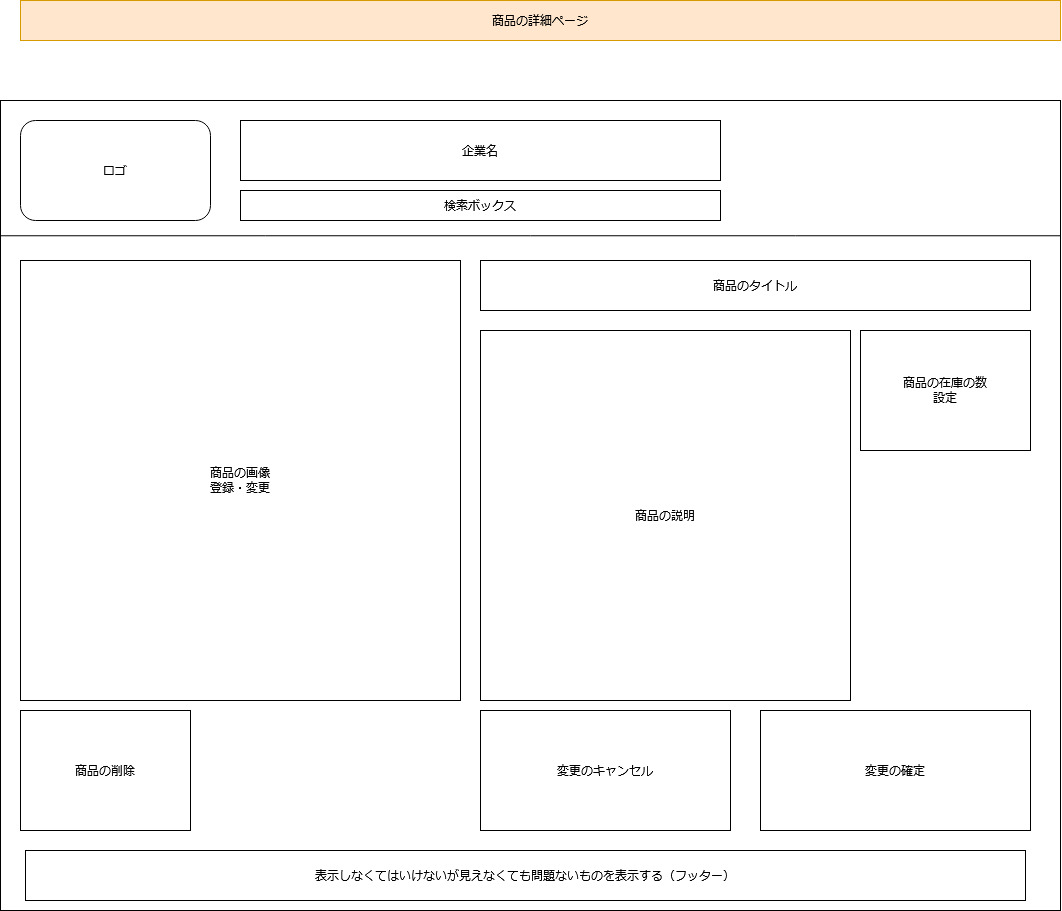 商品の詳細ページ
ロゴ
企業名
検索ボックス
商品の画像
登録・変更
商品のタイトル
商品の説明
商品の在庫の数
設定
商品の削除
変更のキャンセル
変更の確定
表示しなくてはいけないが見えなくても問題ないものを表示する（フッター）